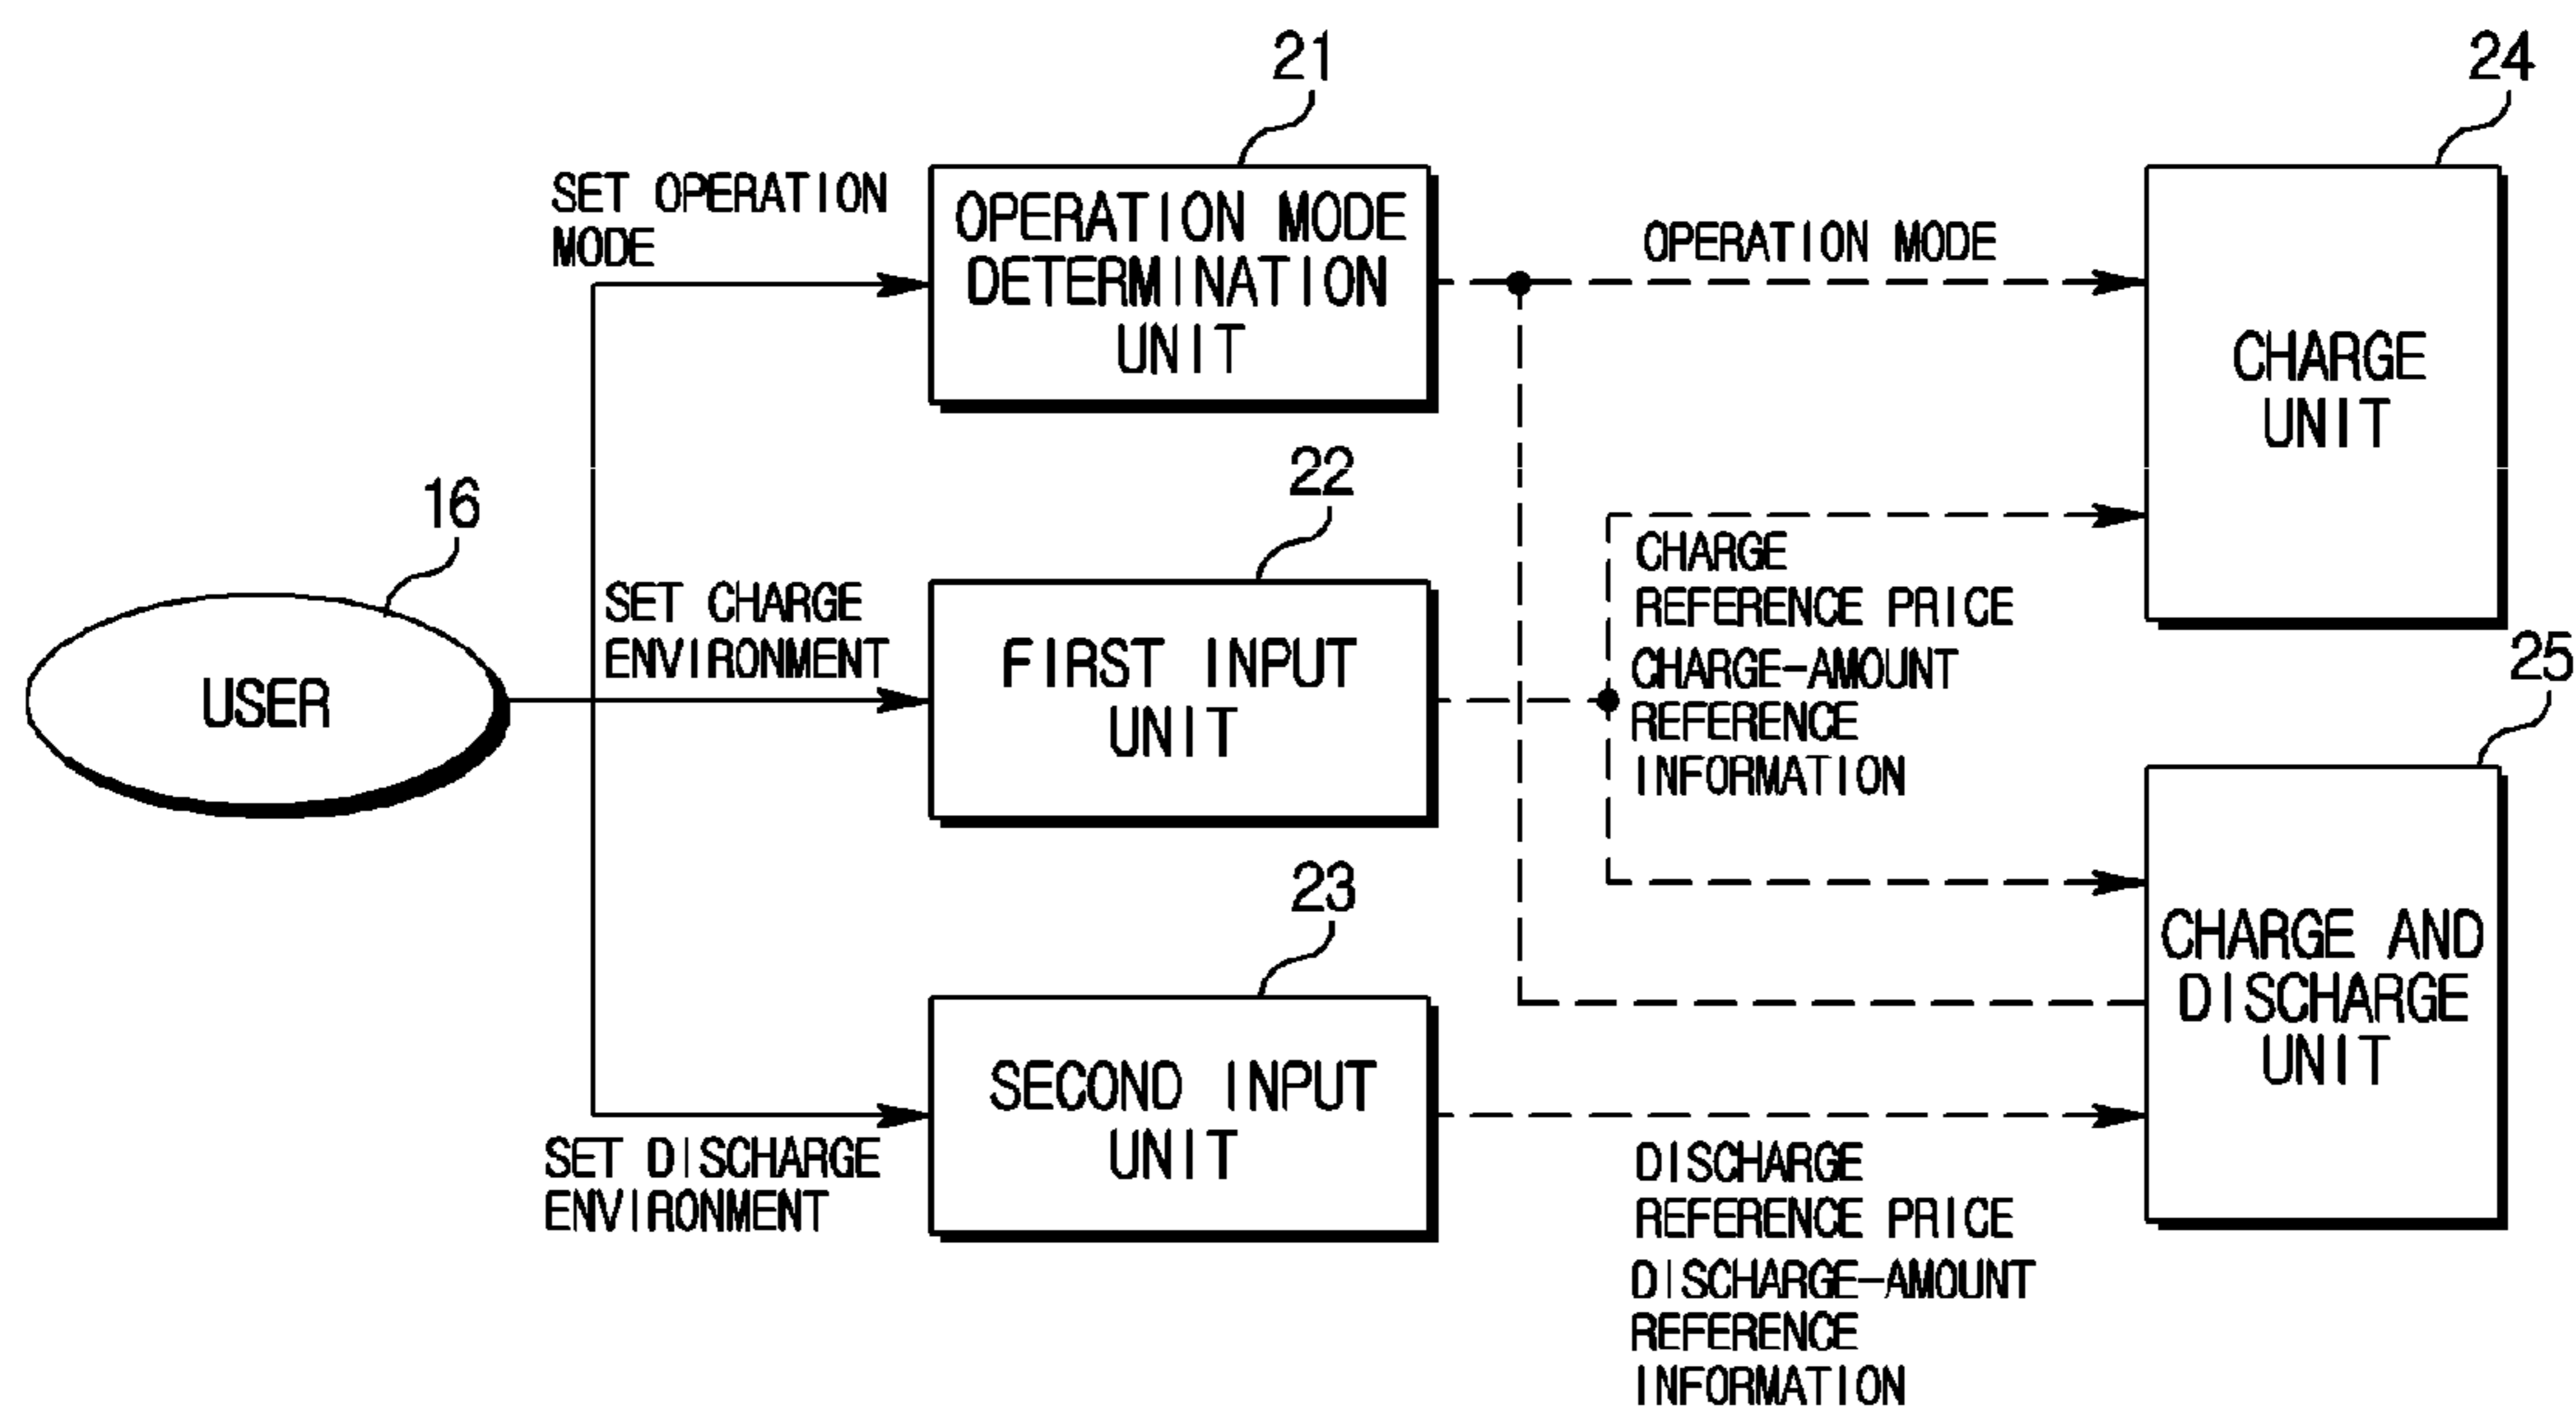 21
24
SET OPERATION
MODE
OPERATION MODE
DETERMINATION
UNIT
OPERATION MODE
CHARGE
UNIT
16
22
CHARGE
REFERENCE PRICE
SET CHARGE
ENVIRONMENT
FIRST INPUT
UNIT
CHARGE-AMOUNT
REFERENCE
INFORMATION
25
USER
23
CHARGE AND
DISCHARGE
UNIT
SECOND INPUT
UNIT
SET DISCHARGE
ENVIRONMENT
DISCHARGE
REFERENCE PRICE
DISCHARGE-AMOUNT
REFERENCE
INFORMATION